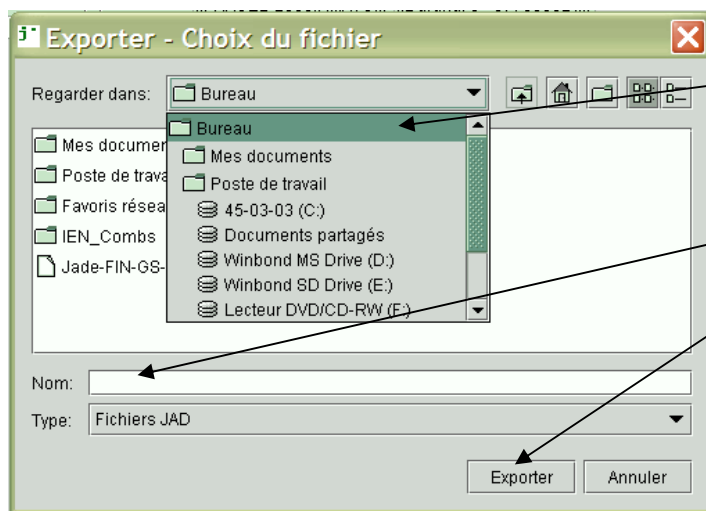 Exporter - Choix du fichier
Regarder dans: Bureau
Bureau
Mes documents
Poste de travail
45-03-03 (C:)
Documents partagés
Winbond MS Drive (D:)
Winbond SD Drive (E:)
Lecteur DVD/CD-RW (F:)
Mes documen
Poste de trava
Favoris résea
IEN_Combs
Jade-FIN-GS-
Nom:
Type: Fichiers JAD
Exporter Annuler